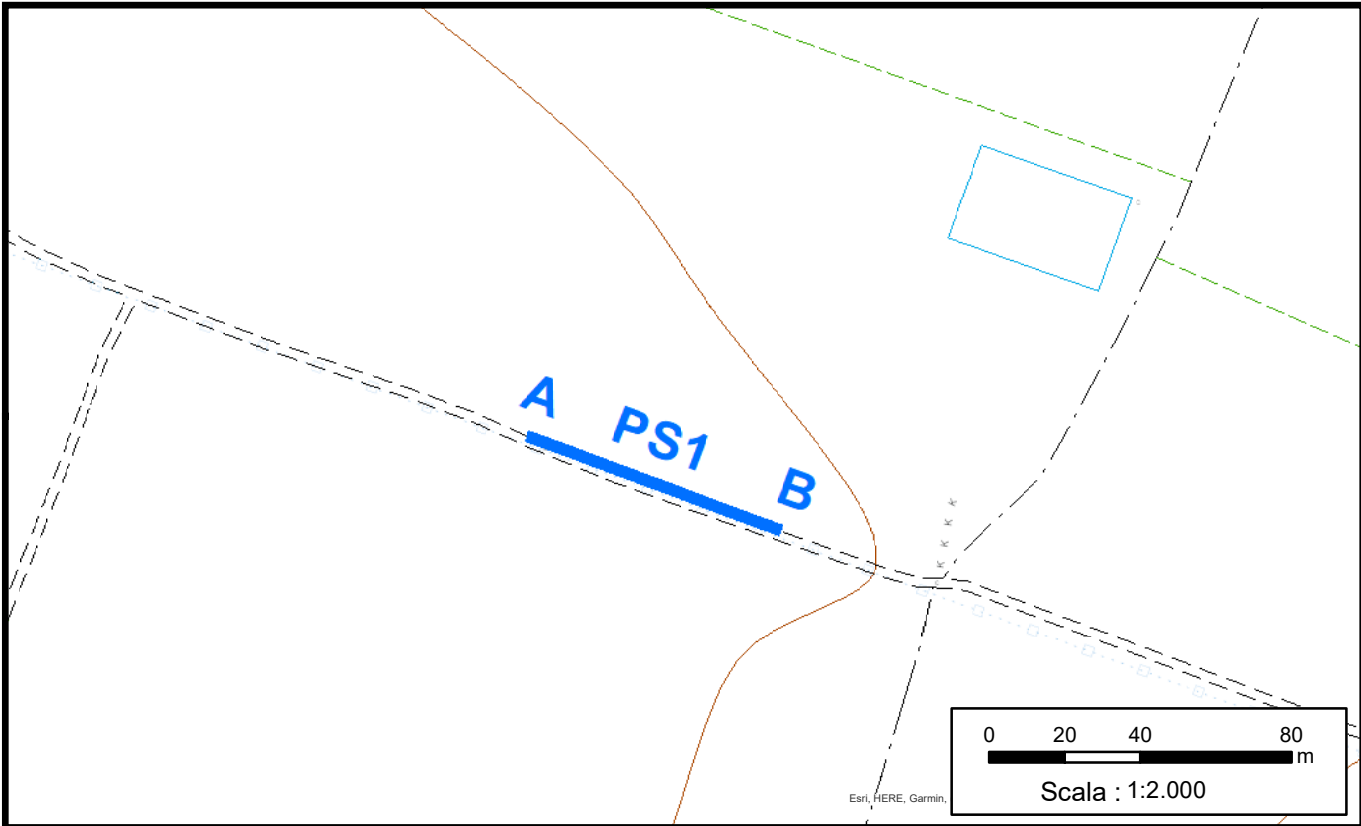 A PS1 B
K
K
K
K
0 20 40 80
m
Scala : 1:2.000
Esri, HERE, Garmin,